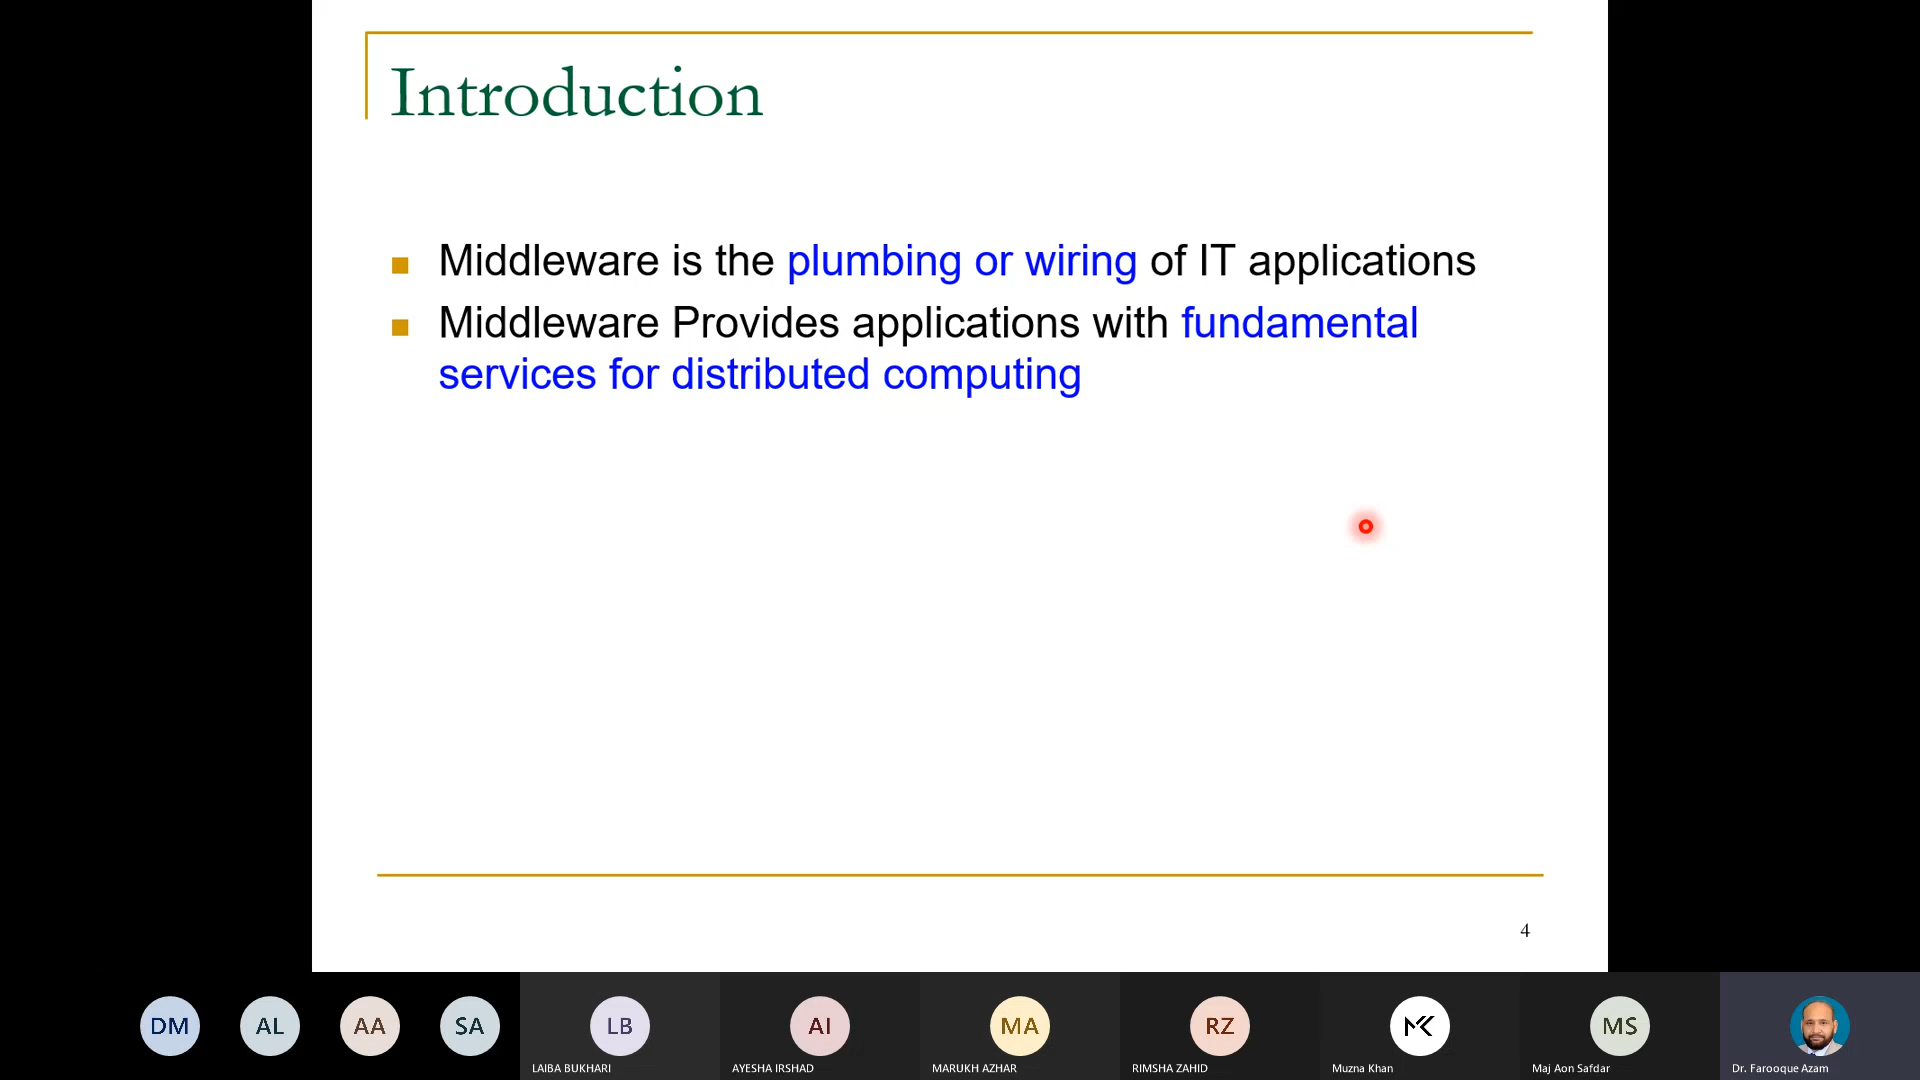 Introduction
Middleware is the plumbing or wiring of IT applications
Middleware Provides applications with fundamental
services for distributed computing
4
DM
AL
AA
SA
LB
AI
MA
RZ
MK
MS
LAIBA BUKHARI
AYESHA IRSHAD
MARUKH AZHAR
RIMSHA ZAHID
Muzna Khan
Maj Aon Safdar
Dr. Farooque Azam